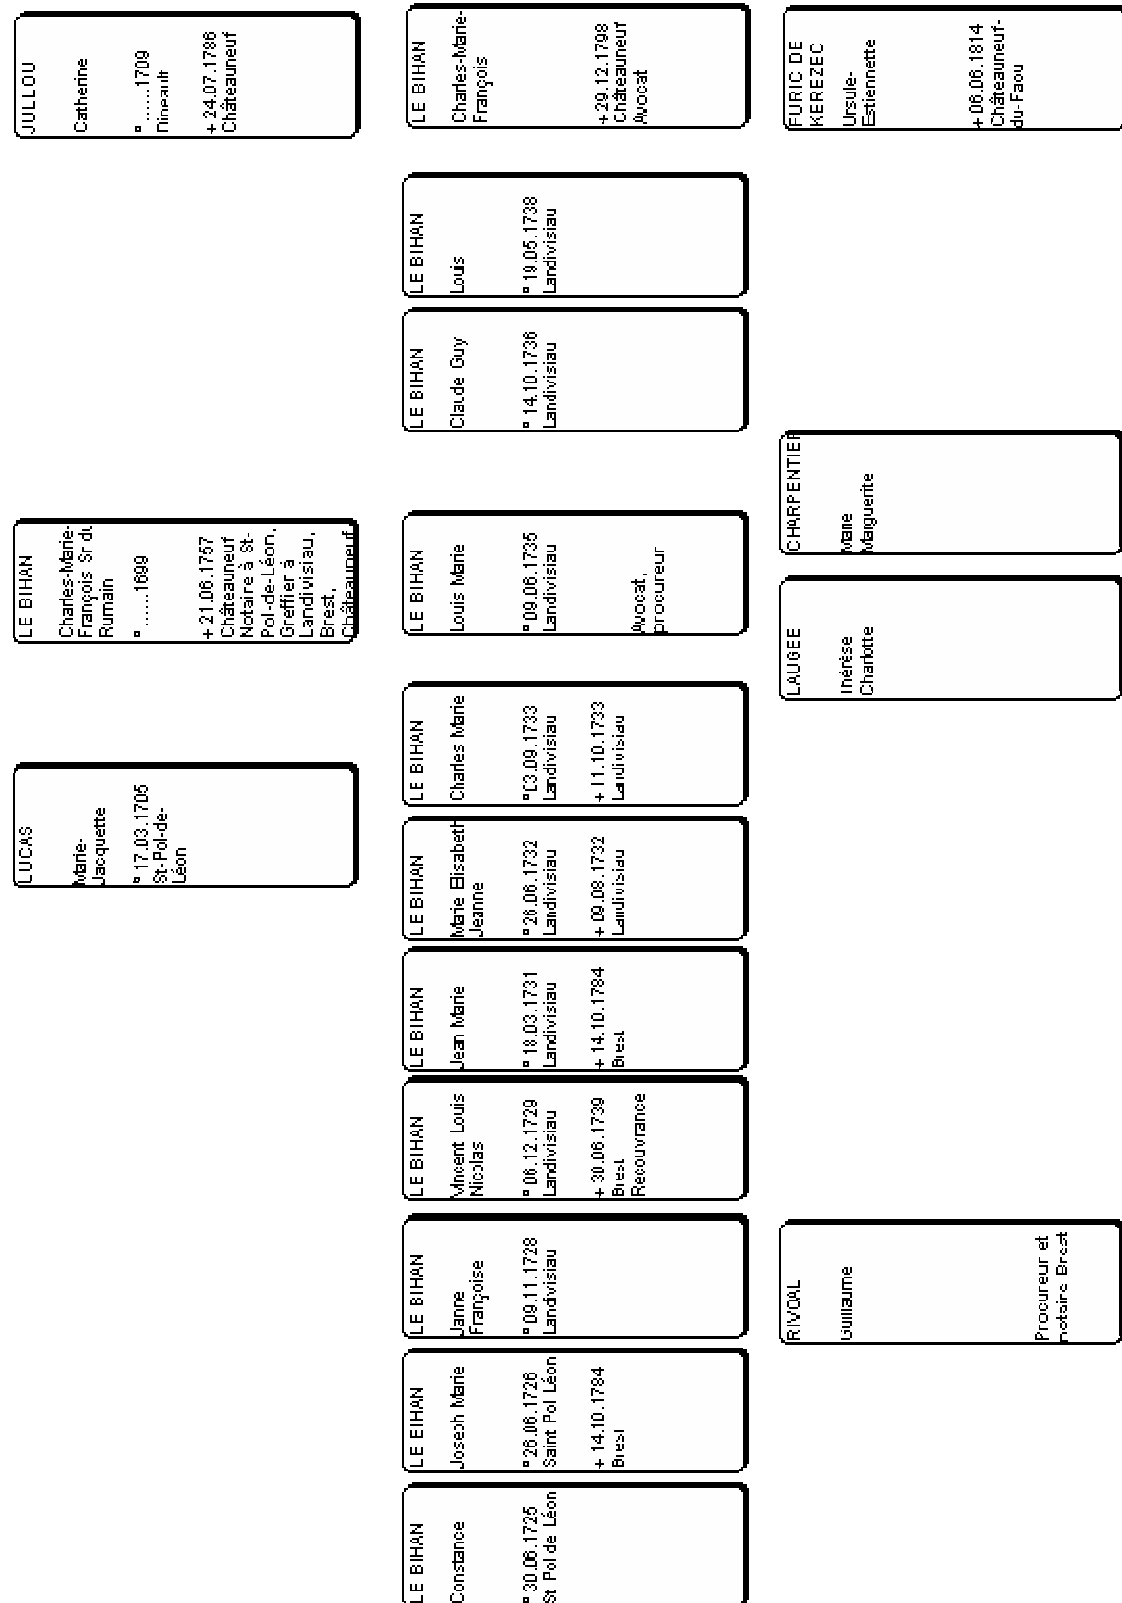 LUCAS
Marie-
Jacquette
° 17.03.1705
St-Pol-de-
Léon
LE BIHAN
Charles-Marie-
François Sr du
Rumain
° ......1699
+ 21.06.1757
Châteauneuf
Notaire à St-
Pol-de-Léon,
Greffier à
Landivisiau,
Brest,
Châteauneuf
JULLOU
Catherine
° ......1709
Dineault
+ 24.07.1786
Châteauneuf
LE BIHAN
Constance
° 30.06.1725
St Pol de Léon
LE BIHAN
Joseph Marie
° 26.06.1726
Saint Pol Léon
+ 14.10.1784
Brest
LE BIHAN
Janne
Françoise
° 09.11.1728
Landivisiau
LE BIHAN
Vincent Louis
Nicolas
° 06.12.1729
Landivisiau
+ 30.06.1739
Brest
Recouvrance
LE BIHAN
Jean Marie
° 18.03.1731
Landivisiau
+ 14.10.1784
Brest
LE BIHAN
Marie Elisabeth
Jeanne
° 26.06.1732
Landivisiau
+ 09.08.1732
Landivisiau
LE BIHAN
Charles Marie
° 03.09.1733
Landivisiau
+ 11.10.1733
Landivisiau
LE BIHAN
Louis Marie
° 09.06.1735
Landivisiau
Avocat,
procureur
LE BIHAN
Claude Guy
° 14.10.1736
Landivisiau
LE BIHAN
Louis
° 19.05.1738
Landivisiau
LE BIHAN
Charles-Marie-
François
+ 29.12.1798
Châteauneuf
Avocat
RIVOAL
Guillaume
Procureur et
notaire Brest
LAUGEE
Thérèse
Charlotte
CHARPENTIER
Marie
Marguerite
FURIC DE
KEREZEC
Ursule-
Estiennette
+ 06.06.1814
Châteauneuf-
du-Faou